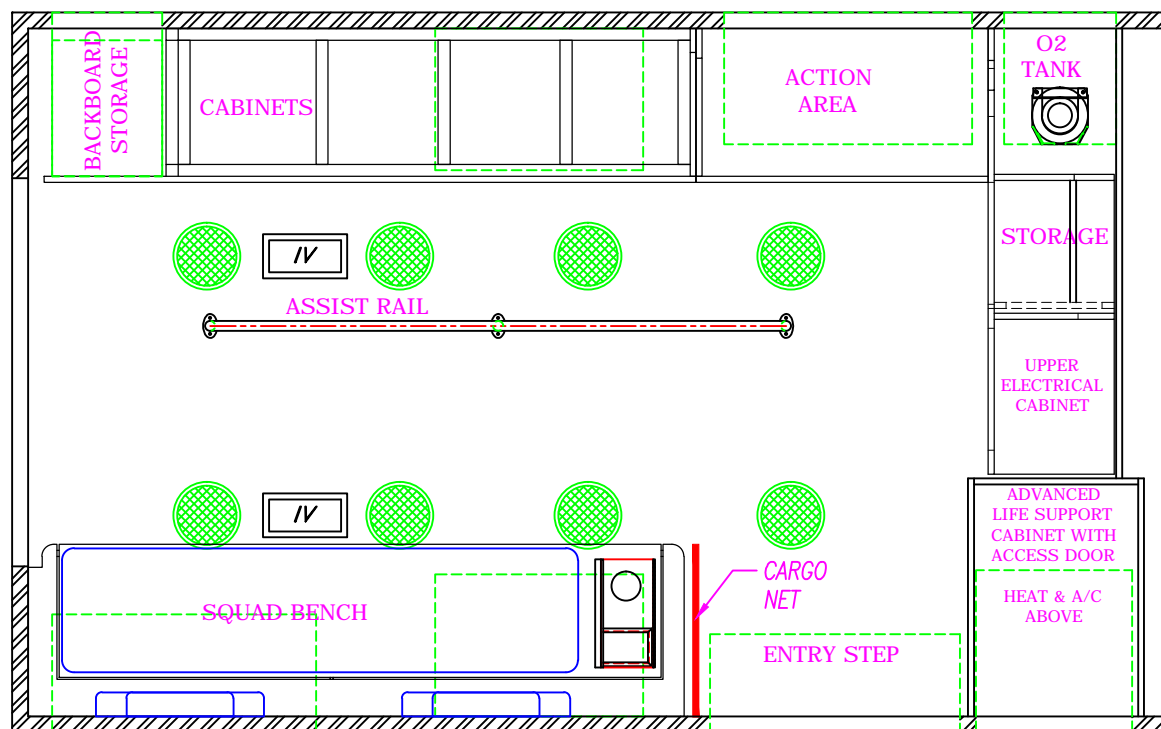 BACKBOARD
STORAGE
CABINETS
ACTION
AREA
O2
TANK
STORAGE
IV
ASSIST RAIL
UPPER
ELECTRICAL
CABINET
IV
ADVANCED
LIFE SUPPORT
CABINET WITH
ACCESS DOOR
HEAT & A/C
ABOVE
SQUAD BENCH
CARGO
NET
ENTRY STEP